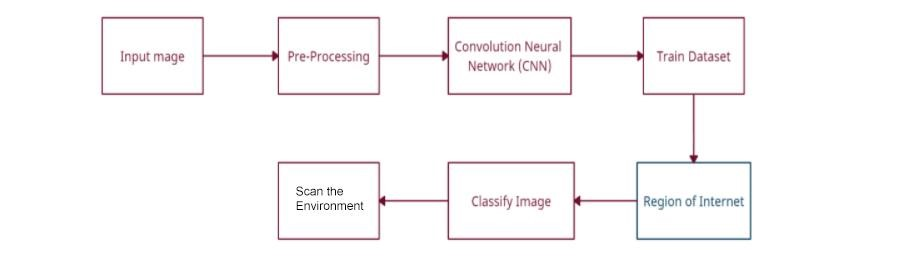 Input mage
Pre-Processing
Convolution Neural
Network (CNN)
Train Dataset
Region of Internet
Classify Image
Scan the
Environment